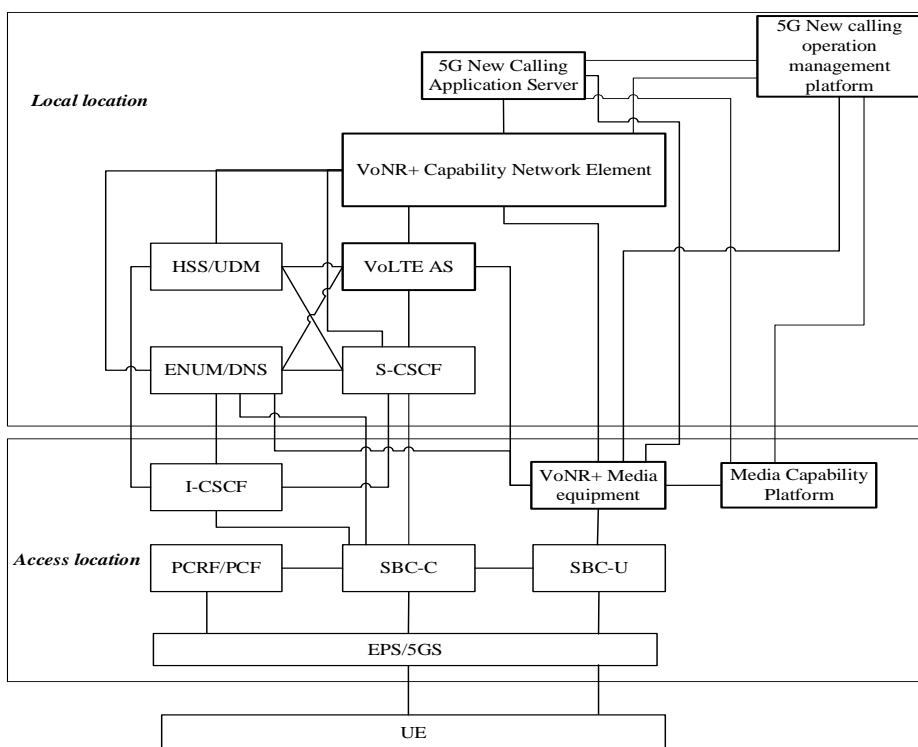 5G New calling
operation
management
platform
5G New Calling
Application Server
Local location
VoNR+ Capability Network Element
HSS/UDM
VoLTE AS
ENUM/DNS
S-CSCF
I-CSCF
VoNR+ Media
equipment
Media Capability
Platform
Access location
PCRF/PCF
SBC-C
SBC-U
EPS/5GS
UE